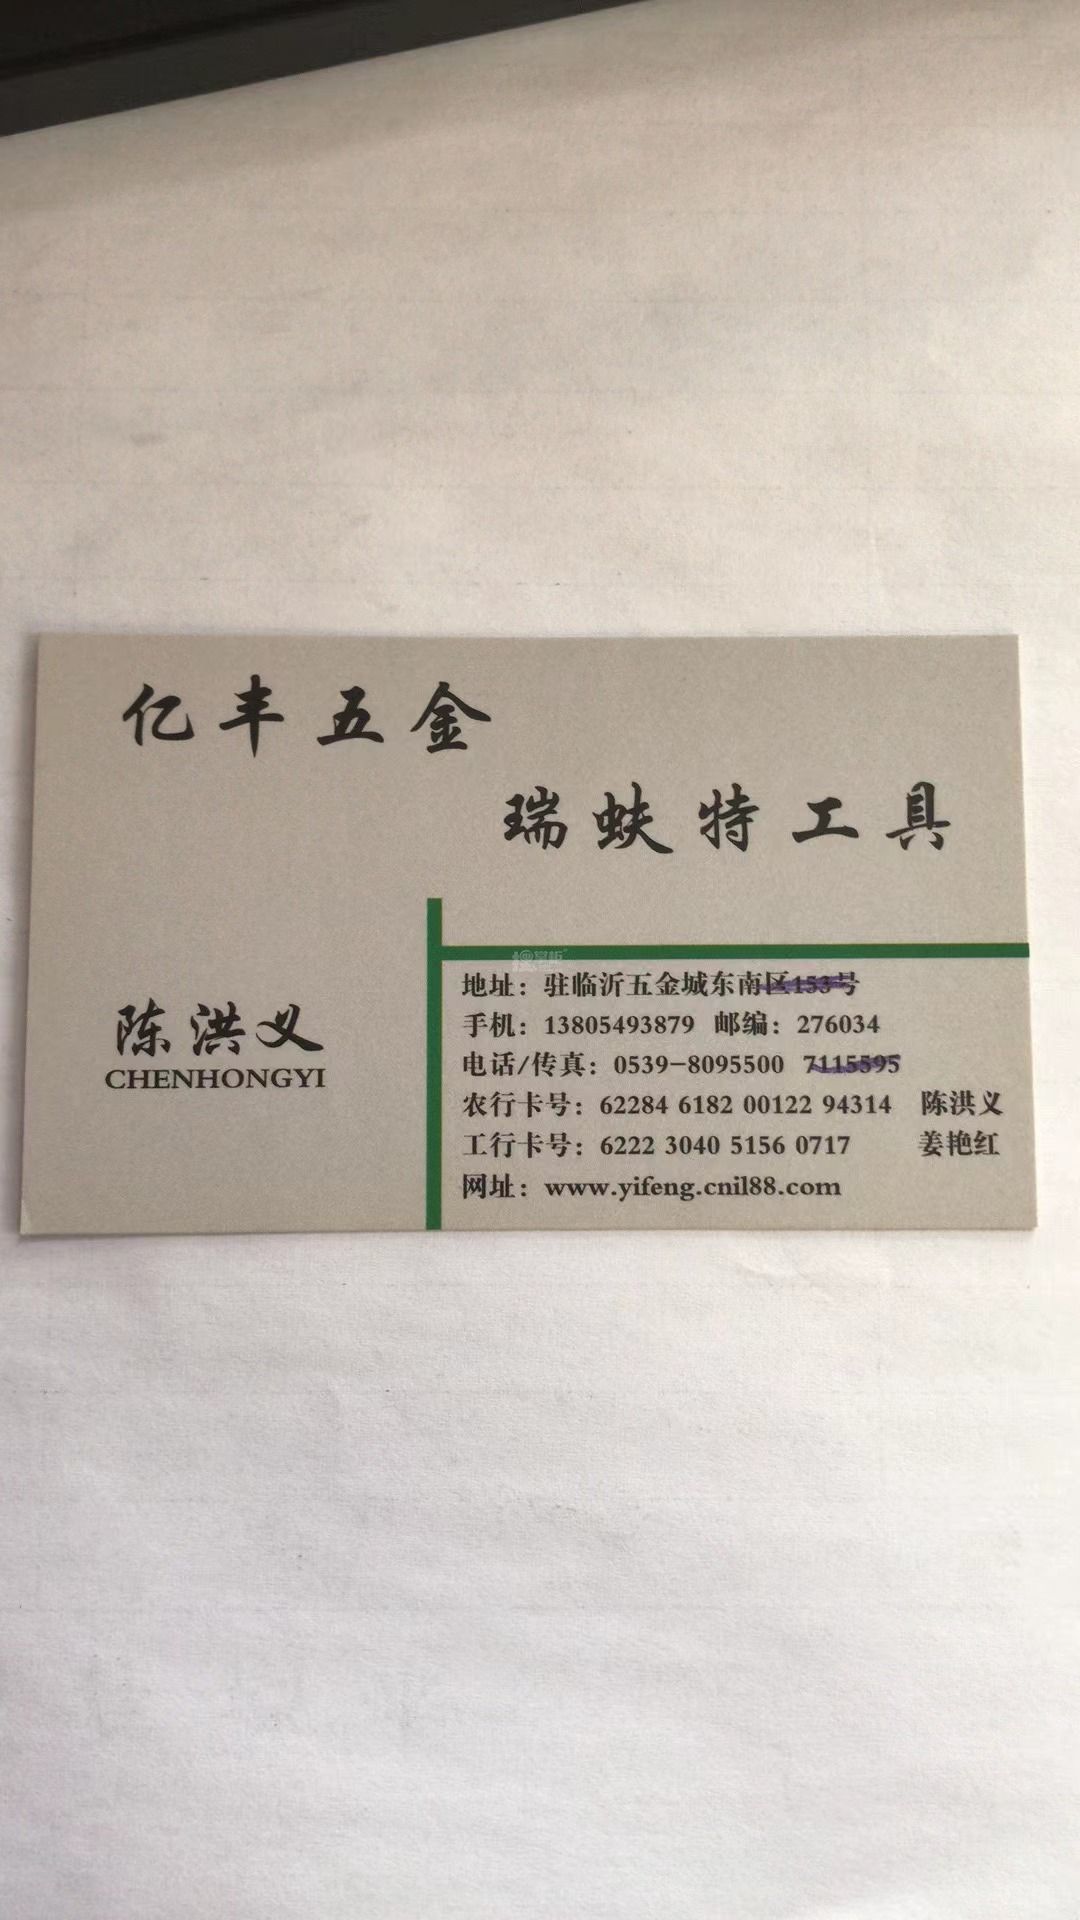 亿丰五金
瑞蚨特工具
陈洪义
CHENHONGYI
地址：驻临沂五金城东南区153号
手机：13805493879 邮编：276034
电话/传真：0539-8095500 7115595
农行卡号：62284 6182 00122 94314 陈洪义
工行卡号：6222 3040 5156 0717 姜艳红
网址：www.yifeng.cnil88.com